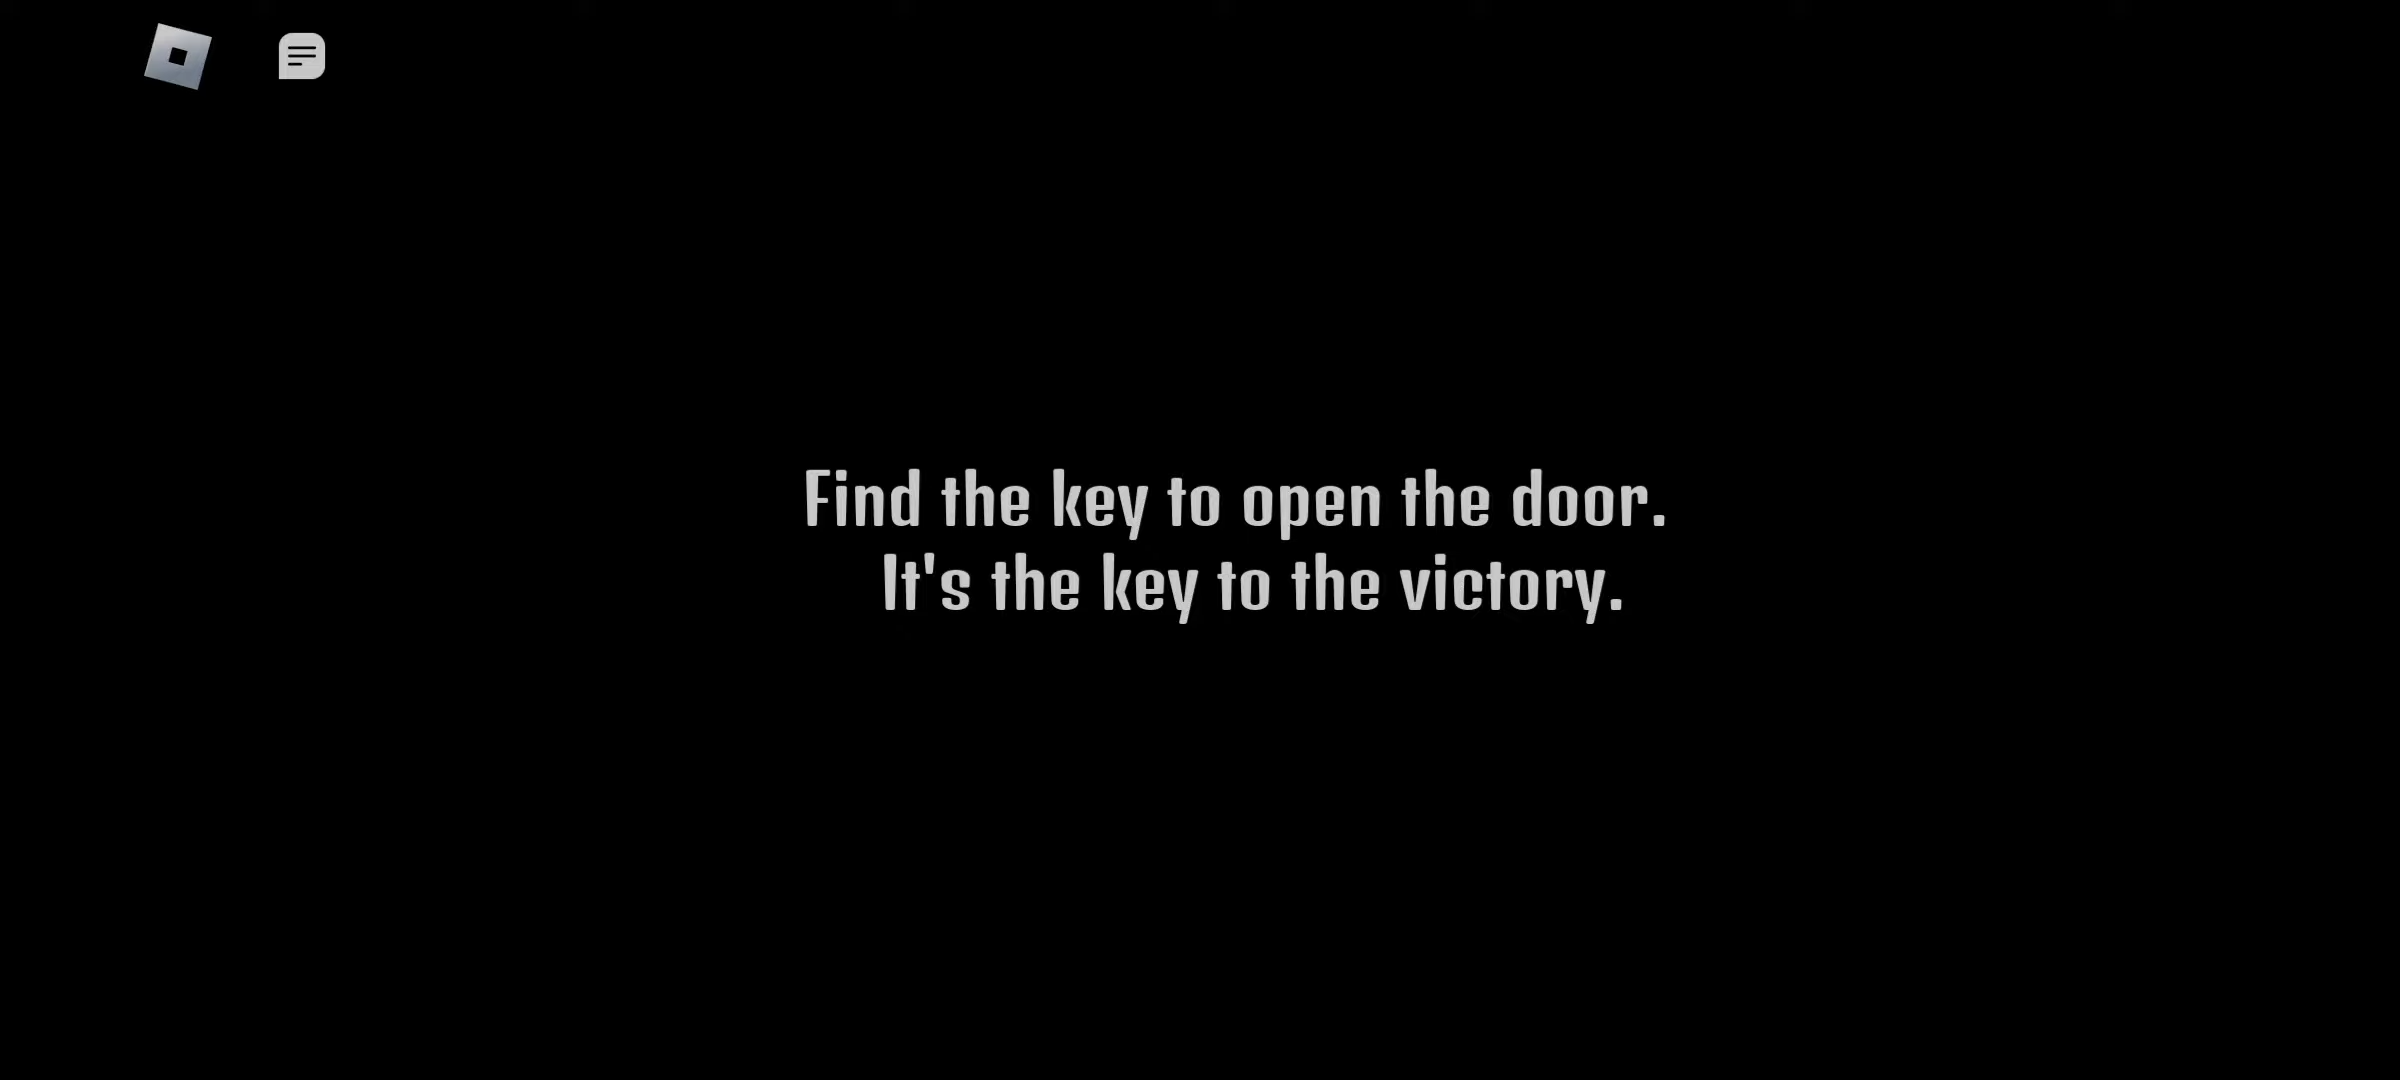 Find the key to open the door.
It's the key to the victory.